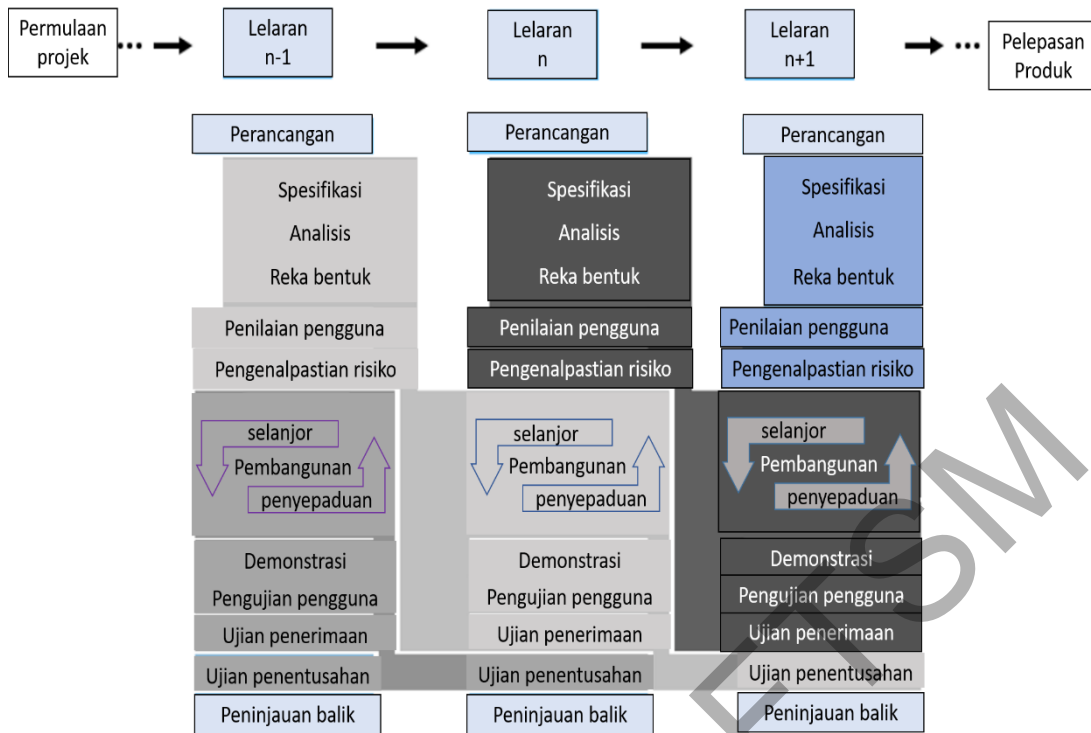 Permulaan
projek
Lelaran
n-1
Lelaran
n
Lelaran
n+1
Pelepasan
Produk
Perancangan
Spesifikasi
Analisis
Reka bentuk
Penilaian pengguna
Pengenalpastian risiko
selanjor
Pembangunan
penyepaduan
Demonstrasi
Pengujian pengguna
Ujian penerimaan
Ujian penentusahan
Peninjauan balik
Perancangan
Spesifikasi
Analisis
Reka bentuk
Penilaian pengguna
Pengenalpastian risiko
selanjor
Pembangunan
penyepaduan
Demonstrasi
Pengujian pengguna
Ujian penerimaan
Ujian penentusahan
Peninjauan balik
Perancangan
Spesifikasi
Analisis
Reka bentuk
Penilaian pengguna
Pengenalpastian risiko
selanjor
Pembangunan
penyepaduan
Demonstrasi
Pengujian pengguna
Ujian penerimaan
Ujian penentusahan
Peninjauan balik
FTSM